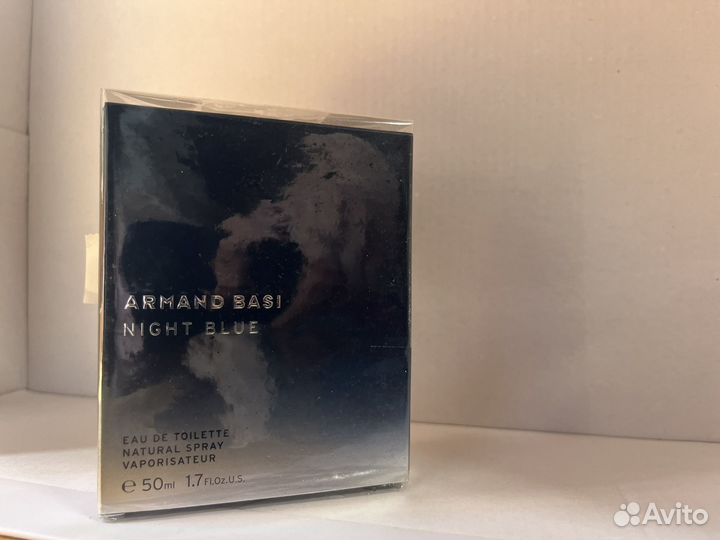 ARMAND BASI
NIGHT BLUE
EAU DE TOILETTE
NATURAL SPRAY
VAPORISATEUR
℮ 50ml 1.7 Fl.Oz.U.S.
Avito